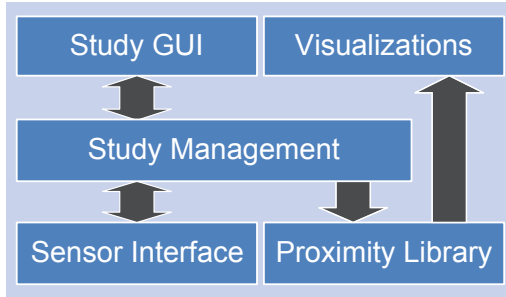 Study GUI
Visualizations
Study Management
Sensor Interface
Proximity Library